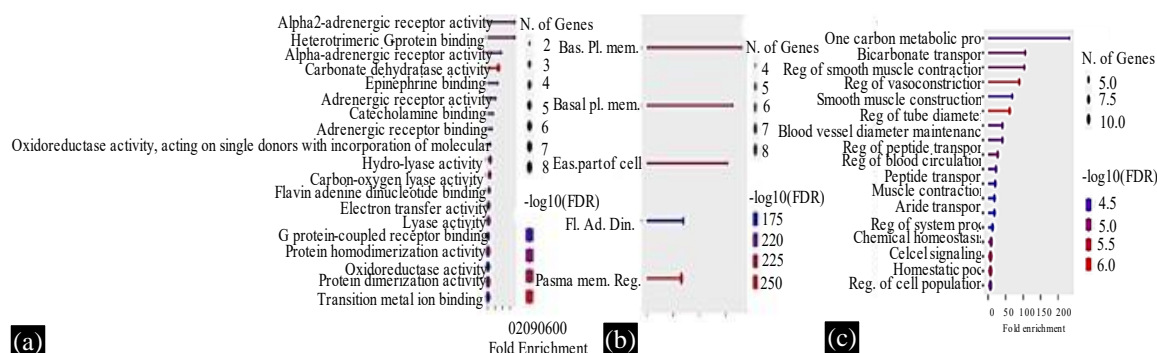 Alpha2-adrenergic receptor activity
Heterotrimeric Gprotein binding
Alpha-adrenergic receptor activity
Carbonate dehydratase activity
Epinephrine binding
Adrenergic receptor activity
Catecholamine binding
Adrenergic receptor binding
Oxidoreductase activity, acting on single donors with incorporation of molecular
Hydro-lyase activity
Carbon-oxygen lyase activity
Flavin adenine dinucleotide binding
Electron transfer activity
Lyase activity
G protein-coupled receptor binding
Protein homodimerization activity
Oxidoreductase activity
Protein dimerization activity
Transition metal ion binding
N. of Genes
2
3
4
5
6
7
8
-log10(FDR)
02090600
Fold Enrichment
(a)
Bas. Pl. mem.
Basal pl. mem.
Eas.part of cell
Fl. Ad. Din.
Pasma mem. Reg.
N. of Genes
4
5
6
7
8
-log10(FDR)
175
220
225
250
(b)
One carbon metabolic pro
Bicarbonate transpor
Reg of smooth muscle contraction
Reg of vasoconstriction
Smooth muscle construction
Reg of tube diamete
Blood vessel diameter maintenanc
Reg of peptide transpor
Reg of blood circulation
Peptide transpor
Muscle contractio
Aride transpor
Reg of system proc
Chemical homeostasi
Celcel signaling
Homestatic poc
Reg. of cell population
0 50 100 150 200
Fold enrichment
N. of Genes
5.0
7.5
10.0
-log10(FDR)
4.5
5.0
5.5
6.0
(c)